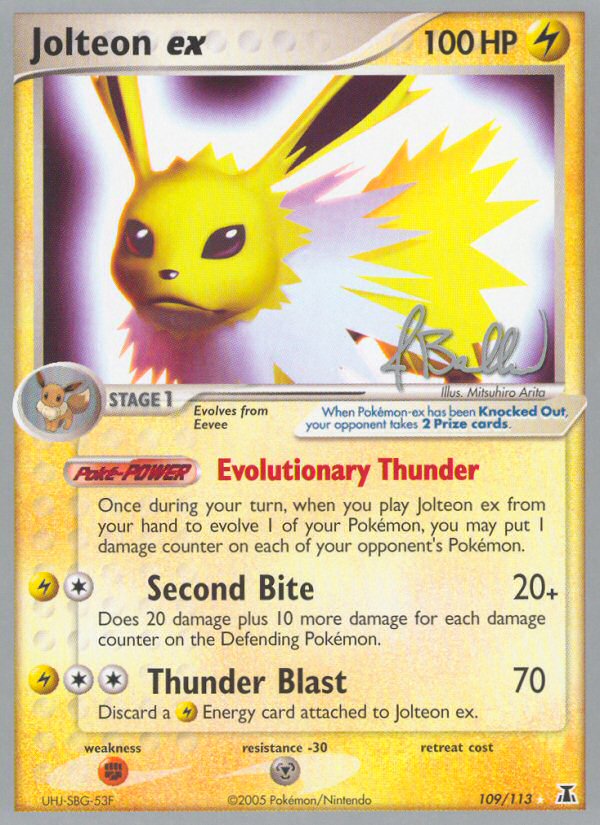 Jolteon ex 100 HP
Illus. Mitsuhiro Arita
STAGE 1
Evolves from
Eevee
When Pokémon-ex has been Knocked Out,
your opponent takes 2 Prize cards.
Poké-POWER Evolutionary Thunder
Once during your turn, when you play Jolteon ex from
your hand to evolve 1 of your Pokémon, you may put 1
damage counter on each of your opponent's Pokémon.
Second Bite 20+
Does 20 damage plus 10 more damage for each damage
counter on the Defending Pokémon.
Thunder Blast 70
Discard a Energy card attached to Jolteon ex.
weakness resistance -30 retreat cost
UHJ-SBG-53F ©2005 Pokémon/Nintendo 109/113